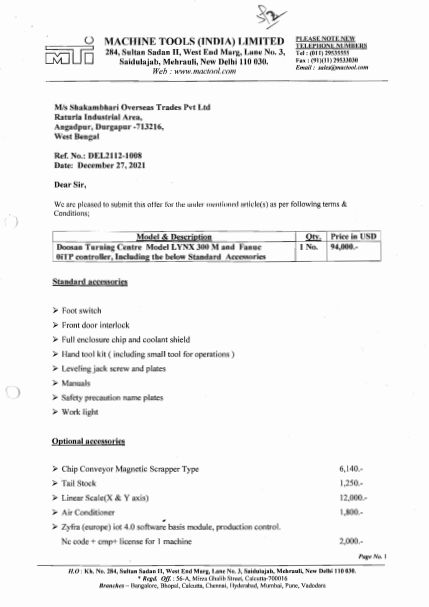 5/2
MACHINE TOOLS (INDIA) LIMITED
284, Sultan Sadan II, West End Marg, Lane No. 3,
Saidulajab, Mehrauli, New Delhi 110 030.
Web : www.mactool.com
PLEASE NOTE NEW
TELEPHONE NUMBERS
Tel : (011) 29535555
Fax : (91)(11) 29533030
Email : sales@mactool.com
MTI
M/s Shakambhari Overseas Trades Pvt Ltd
Raturia Industrial Area,
Angadpur, Durgapur -713216,
West Bengal
Ref. No.: DEL2112-1008
Date: December 27, 2021
Dear Sir,
We are pleased to submit this offer for the under mentioned article(s) as per following terms &
Conditions;
Model & Description Qty. Price in USD
Doosan Turning Centre Model LYNX 300 M and Fanuc 1 No. 94,000.-
0iTP controller, Including the below Standard Accessories
Standard accessories
➢ Foot switch
➢ Front door interlock
➢ Full enclosure chip and coolant shield
➢ Hand tool kit ( including small tool for operations )
➢ Leveling jack screw and plates
➢ Manuals
➢ Safety precaution name plates
➢ Work light
Optional accessories
➢ Chip Conveyor Magnetic Scrapper Type 6,140.-
➢ Tail Stock 1,250.-
➢ Linear Scale(X & Y axis) 12,000.-
➢ Air Conditioner 1,800.-
➢ Zyfra (europe) iot 4.0 software basis module, production control.
Nc code + cmp+ license for 1 machine 2,000.-
Page No. 1
H.O : Kh. No. 284, Sultan Sadan II, West End Marg, Lane No. 3, Saidulajab, Mehrauli, New Delhi 110 030.
* Regd. Off. : 56-A, Mirza Ghalib Street, Calcutta-700016
Branches – Bangalore, Bhopal, Calcutta, Chennai, Hyderabad, Mumbai, Pune, Vadodara